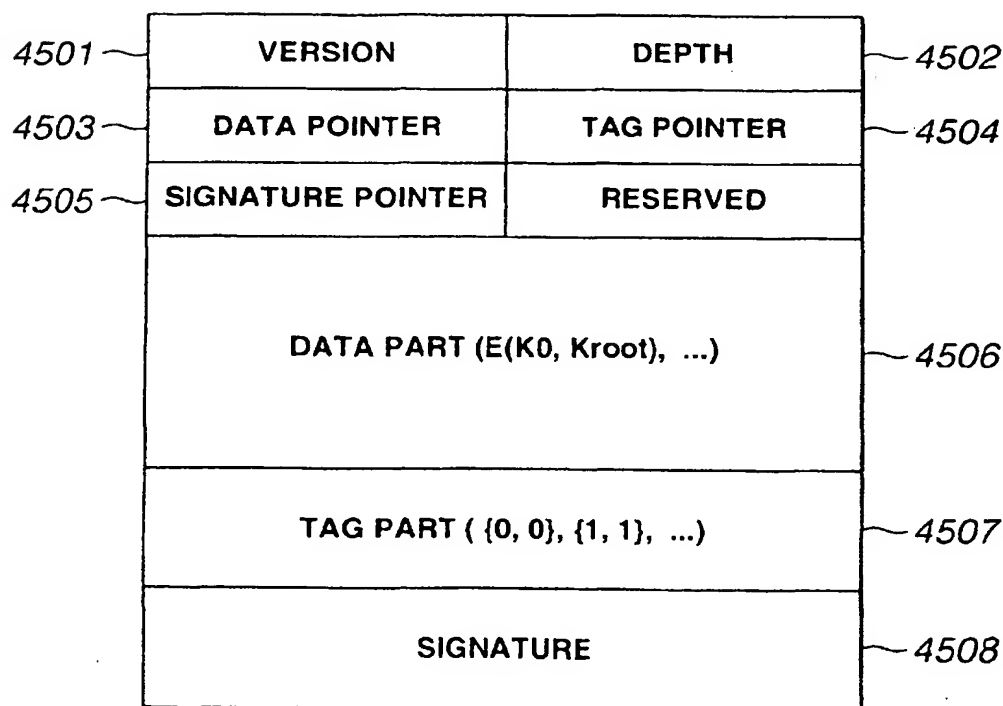 4501 VERSION DEPTH 4502
4503 DATA POINTER TAG POINTER 4504
4505 SIGNATURE POINTER RESERVED
DATA PART (E(K0, Kroot), ...) 4506
TAG PART ( {0, 0}, {1, 1}, ...) 4507
SIGNATURE 4508